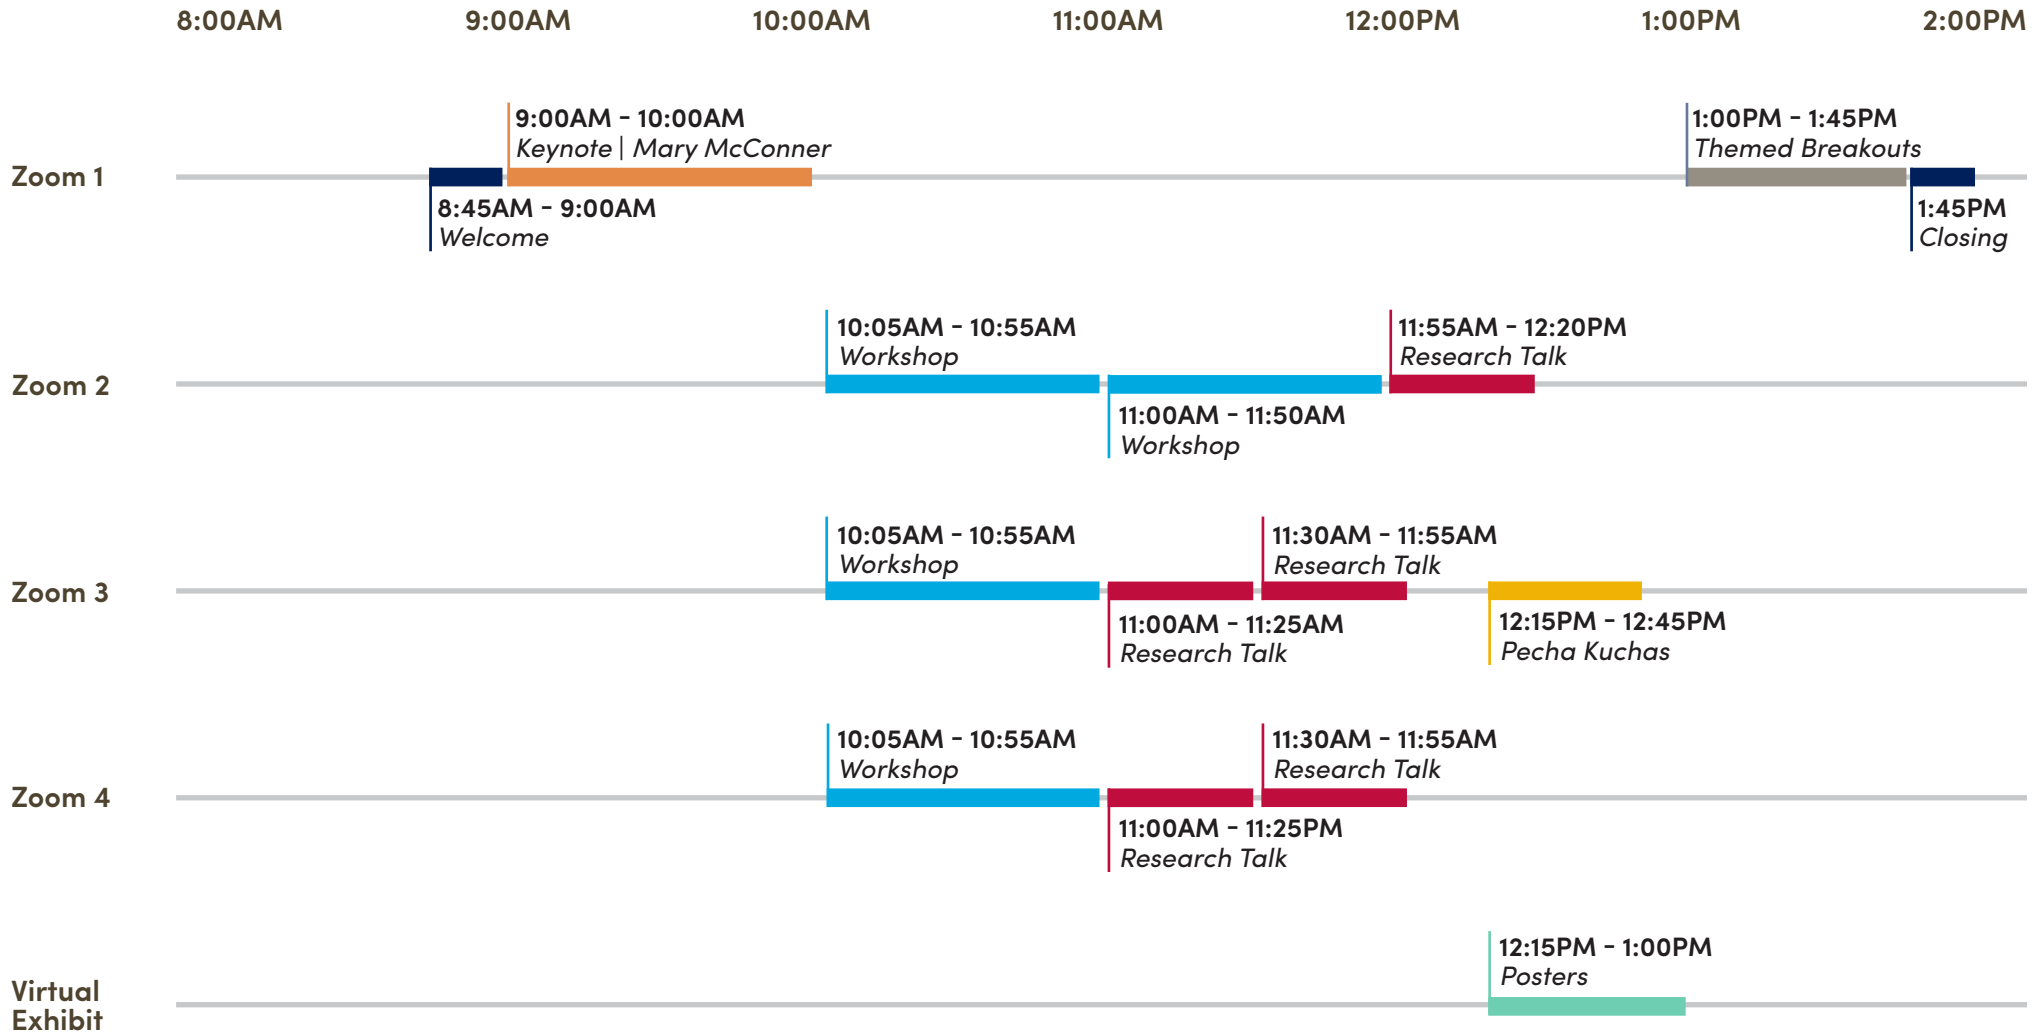 8:00AM 9:00AM 10:00AM 11:00AM 12:00PM 1:00PM 2:00PM
Zoom 1
9:00AM - 10:00AM
Keynote | Mary McConner
8:45AM - 9:00AM
Welcome
1:00PM - 1:45PM
Themed Breakouts
1:45PM
Closing
Zoom 2
10:05AM - 10:55AM
Workshop
11:00AM - 11:50AM
Workshop
11:55AM - 12:20PM
Research Talk
Zoom 3
10:05AM - 10:55AM
Workshop
11:00AM - 11:25AM
Research Talk
11:30AM - 11:55AM
Research Talk
12:15PM - 12:45PM
Pecha Kuchas
Zoom 4
10:05AM - 10:55AM
Workshop
11:00AM - 11:25PM
Research Talk
11:30AM - 11:55AM
Research Talk
Virtual
Exhibit
12:15PM - 1:00PM
Posters